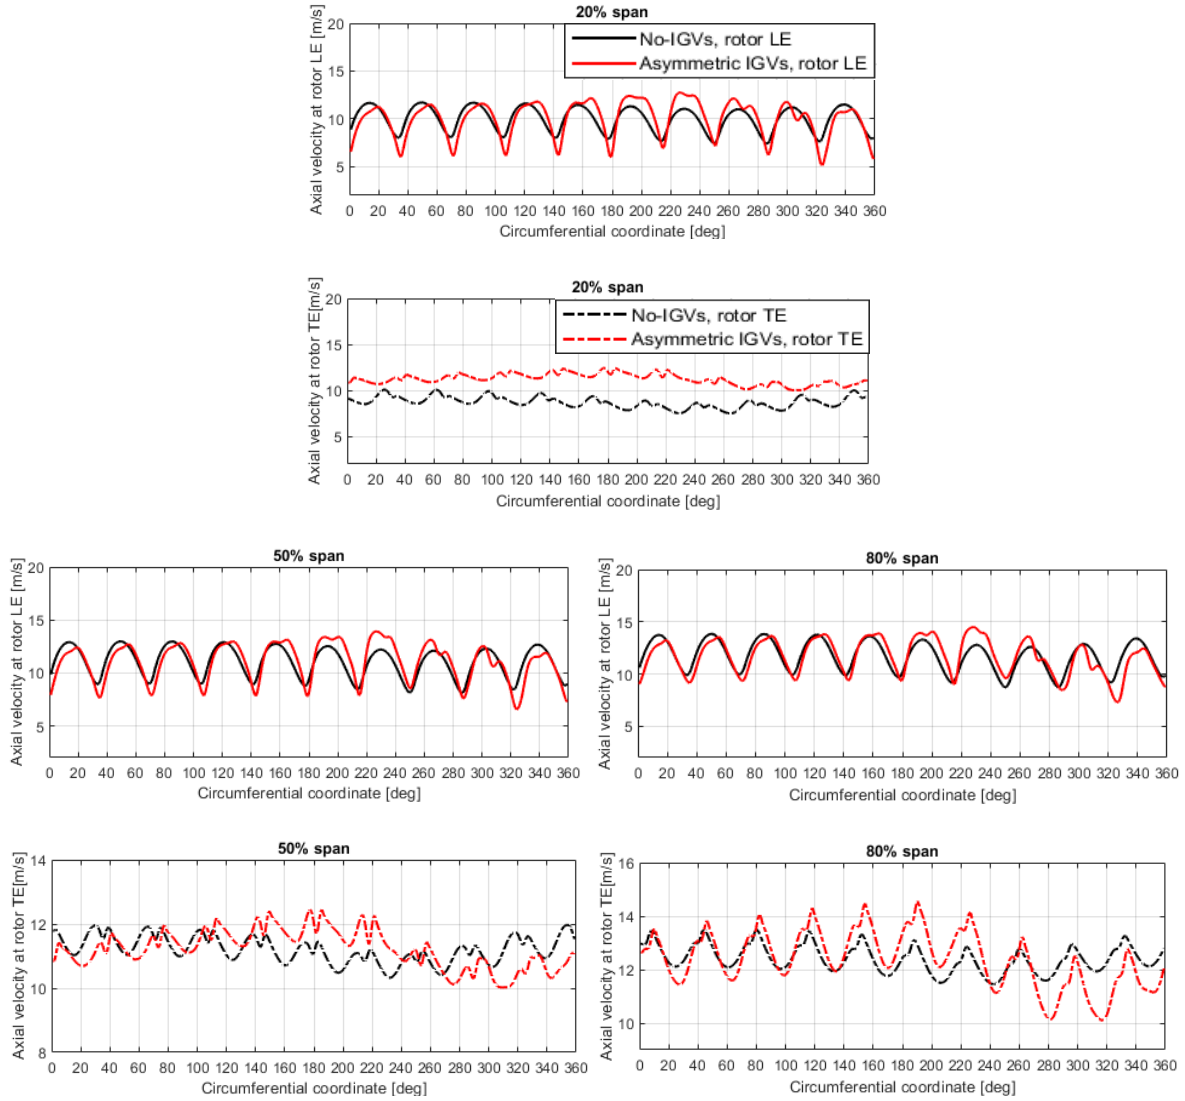 20% span
Axial velocity at rotor LE [m/s]
20
15
10
5
No-IGVs, rotor LE
Asymmetric IGVs, rotor LE
0 20 40 60 80 100 120 140 160 180 200 220 240 260 280 300 320 340 360
Circumferential coordinate [deg]
20% span
Axial velocity at rotor TE[m/s]
20
15
10
5
No-IGVs, rotor TE
Asymmetric IGVs, rotor TE
0 20 40 60 80 100 120 140 160 180 200 220 240 260 280 300 320 340 360
Circumferential coordinate [deg]
50% span
Axial velocity at rotor LE [m/s]
20
15
10
5
0 20 40 60 80 100 120 140 160 180 200 220 240 260 280 300 320 340 360
Circumferential coordinate [deg]
80% span
Axial velocity at rotor LE [m/s]
20
15
10
5
0 20 40 60 80 100 120 140 160 180 200 220 240 260 280 300 320 340 360
Circumferential coordinate [deg]
50% span
Axial velocity at rotor TE[m/s]
14
12
10
8
0 20 40 60 80 100 120 140 160 180 200 220 240 260 280 300 320 340 360
Circumferential coordinate [deg]
80% span
Axial velocity at rotor TE[m/s]
16
14
12
10
0 20 40 60 80 100 120 140 160 180 200 220 240 260 280 300 320 340 360
Circumferential coordinate [deg]